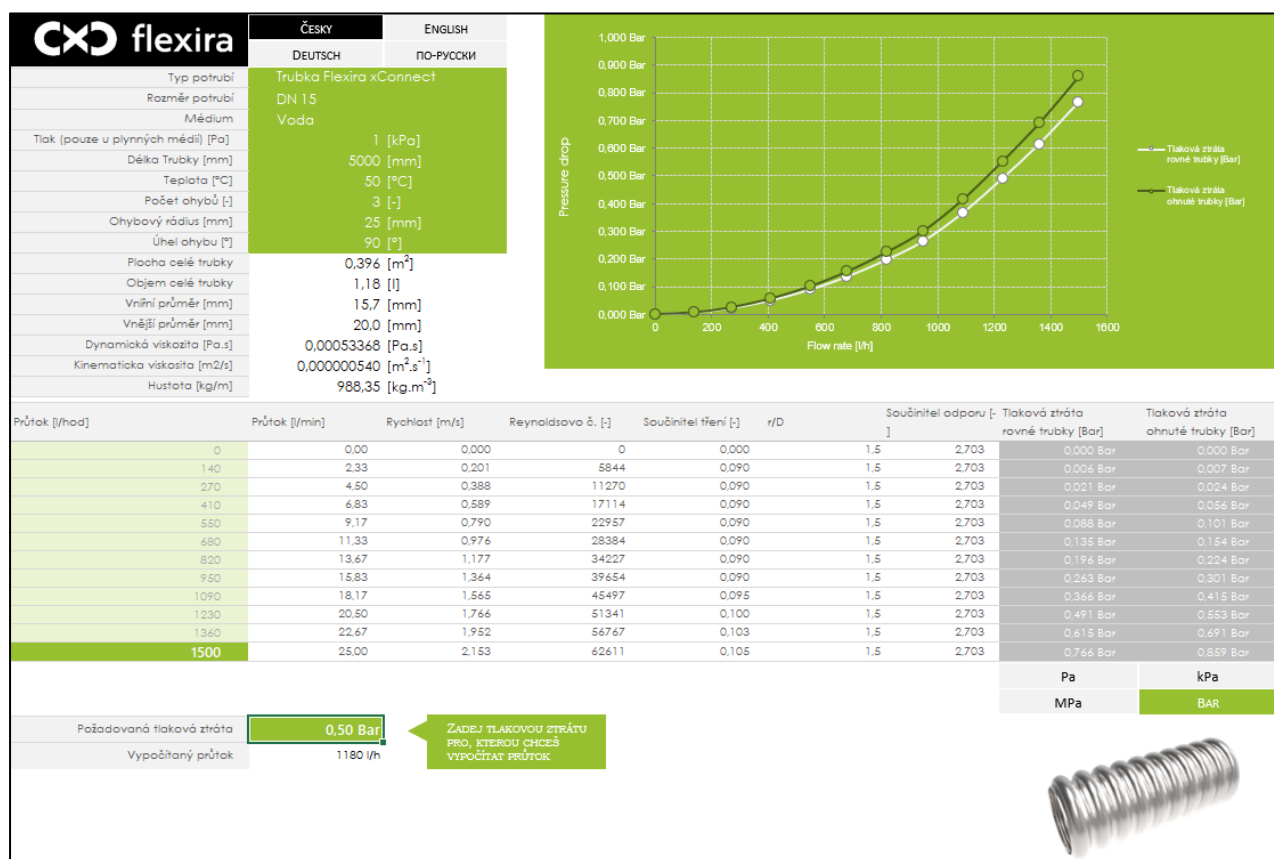 flexira
ČESKY ENGLISH
DEUTSCH ПО-РУССКИ
Typ potrubí Trubka Flexira xConnect
Rozměr potrubí DN 15
Médium Voda
Tlak (pouze u plynných médií) [Pa] 1 [kPa]
Délka Trubky [mm] 5000 [mm]
Teplota [°C] 50 [°C]
Počet ohybů [-] 3 [-]
Ohybový rádius [mm] 25 [mm]
Úhel ohybu [°] 90 [°]
Plocha celé trubky 0,396 [m²]
Objem celé trubky 1,18 [l]
Vnitřní průměr [mm] 15,7 [mm]
Vnější průměr [mm] 20,0 [mm]
Dynamická viskozita [Pa.s] 0,00053368 [Pa.s]
Kinematicka viskosita [m2/s] 0,000000540 [m².s⁻¹]
Hustota [kg/m] 988,35 [kg.m⁻³]
1,000 Bar
0,900 Bar
0,800 Bar
0,700 Bar
0,600 Bar
0,500 Bar
0,400 Bar
0,300 Bar
0,200 Bar
0,100 Bar
0,000 Bar
Pressure drop
0 200 400 600 800 1000 1200 1400 1600
Flow rate [l/h]
Tlaková ztráta
rovné trubky [Bar]
Tlaková ztráta
ohnuté trubky [Bar]
Průtok [l/hod] Průtok [l/min] Rychlost [m/s] Reynoldsovo č. [-] Součinitel tření [-] r/D Součinitel odporu [-] Tlaková ztráta rovné trubky [Bar] Tlaková ztráta ohnuté trubky [Bar]
0 0,00 0,000 0 0,000 1,5 2,703 0,000 Bar 0,000 Bar
140 2,33 0,201 5844 0,090 1,5 2,703 0,006 Bar 0,007 Bar
270 4,50 0,388 11270 0,090 1,5 2,703 0,021 Bar 0,024 Bar
410 6,83 0,589 17114 0,090 1,5 2,703 0,049 Bar 0,056 Bar
550 9,17 0,790 22957 0,090 1,5 2,703 0,088 Bar 0,101 Bar
680 11,33 0,976 28384 0,090 1,5 2,703 0,135 Bar 0,154 Bar
820 13,67 1,177 34227 0,090 1,5 2,703 0,196 Bar 0,224 Bar
950 15,83 1,364 39654 0,090 1,5 2,703 0,263 Bar 0,301 Bar
1090 18,17 1,565 45497 0,095 1,5 2,703 0,366 Bar 0,415 Bar
1230 20,50 1,766 51341 0,100 1,5 2,703 0,491 Bar 0,553 Bar
1360 22,67 1,952 56767 0,103 1,5 2,703 0,615 Bar 0,691 Bar
1500 25,00 2,153 62611 0,105 1,5 2,703 0,766 Bar 0,859 Bar
Pa kPa
MPa BAR
Požadovaná tlaková ztráta 0,50 Bar
Vypočítaný průtok 1180 l/h
ZADEJ TLAKOVOU ZTRÁTU
PRO, KTEROU CHCEŠ
VYPOČÍTAT PRŮTOK